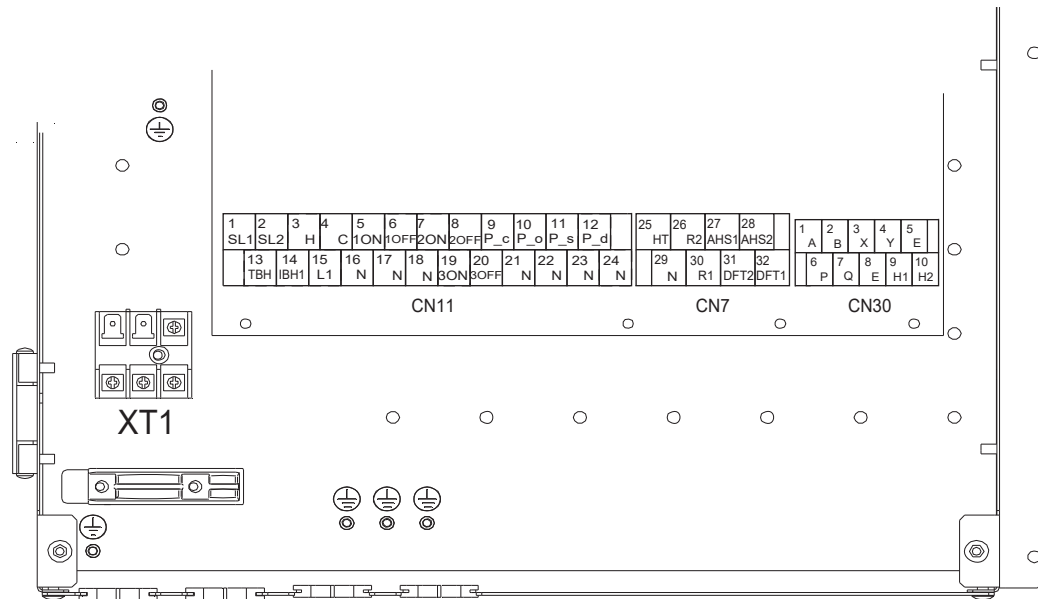 1 2 3 4 5 6 7 8 9 10 11 12
SL1 SL2 H C 1ON 1OFF 2ON 2OFF P_c P_o P_s P_d
13 14 15 16 17 18 19 20 21 22 23 24
TBH IBH1 L1 N N N 3ON 3OFF N N N N
CN11
25 26 27 28
HT R2 AHS1 AHS2
29 30 31 32
N R1 DFT2 DFT1
CN7
1 2 3 4 5
A B X Y E
6 7 8 9 10
P Q E H1 H2
CN30
XT1